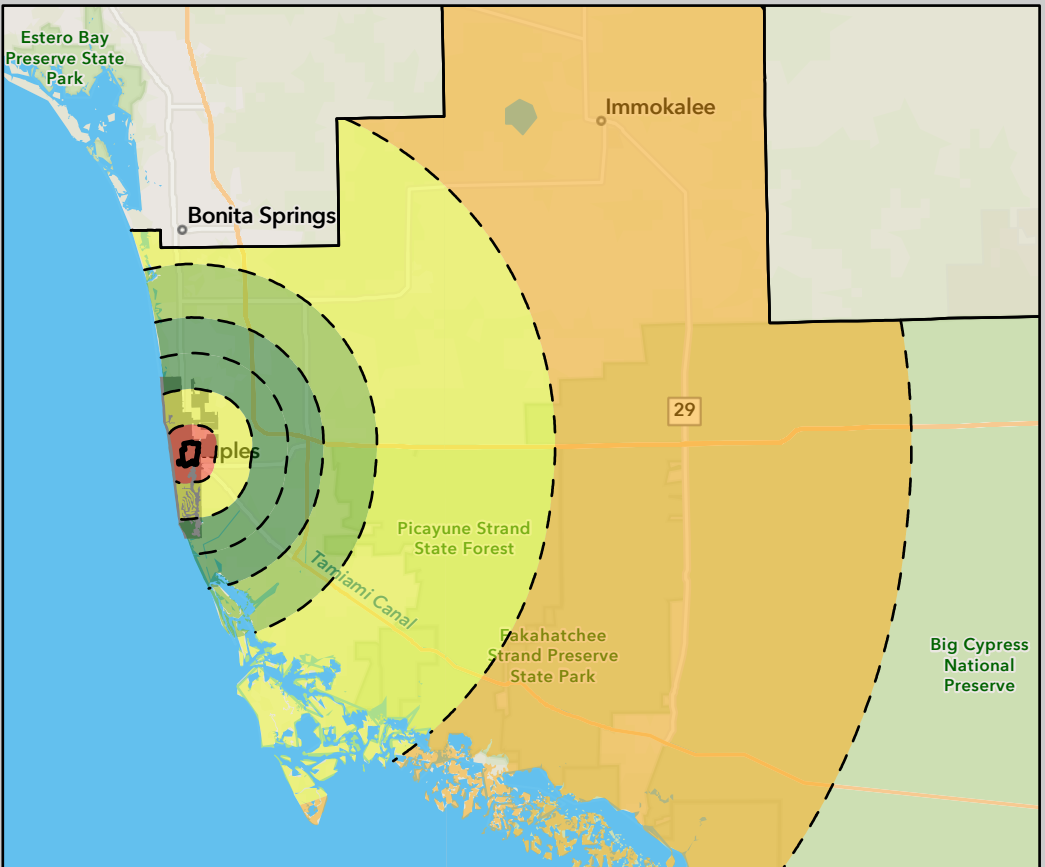 Estero Bay
Preserve State
Park
Immokalee
Bonita Springs
29
Picayune Strand
State Forest
Tamiami Canal
Fakahatchee
Strand Preserve
State Park
Big Cypress
National
Preserve